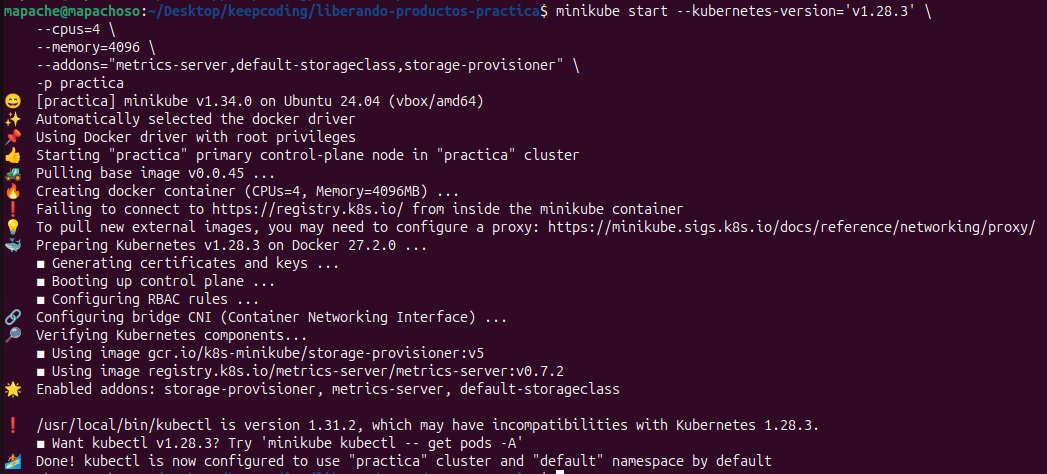 mapache@mapachoso:~/Desktop/keepcoding/liberando-productos-practica$ minikube start --kubernetes-version='v1.28.3' \
--cpus=4 \
--memory=4096 \
--addons="metrics-server,default-storageclass,storage-provisioner" \
-p practica
😄 [practica] minikube v1.34.0 on Ubuntu 24.04 (vbox/amd64)
✨ Automatically selected the docker driver
📌 Using Docker driver with root privileges
👍 Starting "practica" primary control-plane node in "practica" cluster
🚜 Pulling base image v0.0.45 ...
🔥 Creating docker container (CPUs=4, Memory=4096MB) ...
❗ Failing to connect to https://registry.k8s.io/ from inside the minikube container
💡 To pull new external images, you may need to configure a proxy: https://minikube.sigs.k8s.io/docs/reference/networking/proxy/
🐳 Preparing Kubernetes v1.28.3 on Docker 27.2.0 ...
▪ Generating certificates and keys ...
▪ Booting up control plane ...
▪ Configuring RBAC rules ...
🔗 Configuring bridge CNI (Container Networking Interface) ...
🔎 Verifying Kubernetes components...
▪ Using image gcr.io/k8s-minikube/storage-provisioner:v5
▪ Using image registry.k8s.io/metrics-server/metrics-server:v0.7.2
🌟 Enabled addons: storage-provisioner, metrics-server, default-storageclass
❗ /usr/local/bin/kubectl is version 1.31.2, which may have incompatibilities with Kubernetes 1.28.3.
▪ Want kubectl v1.28.3? Try 'minikube kubectl -- get pods -A'
🏄 Done! kubectl is now configured to use "practica" cluster and "default" namespace by default